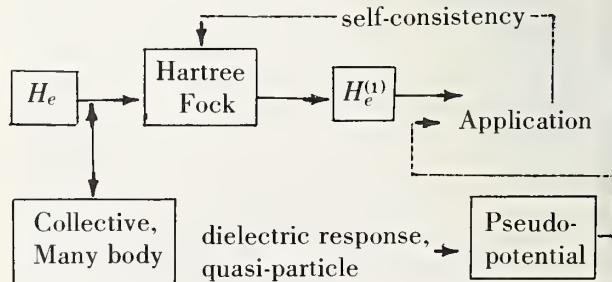 self-consistency
Hartree
Fock
H_e
H_e^{(1)}
Application
Collective,
Many body
dielectric response,
quasi-particle
Pseudo-
potential